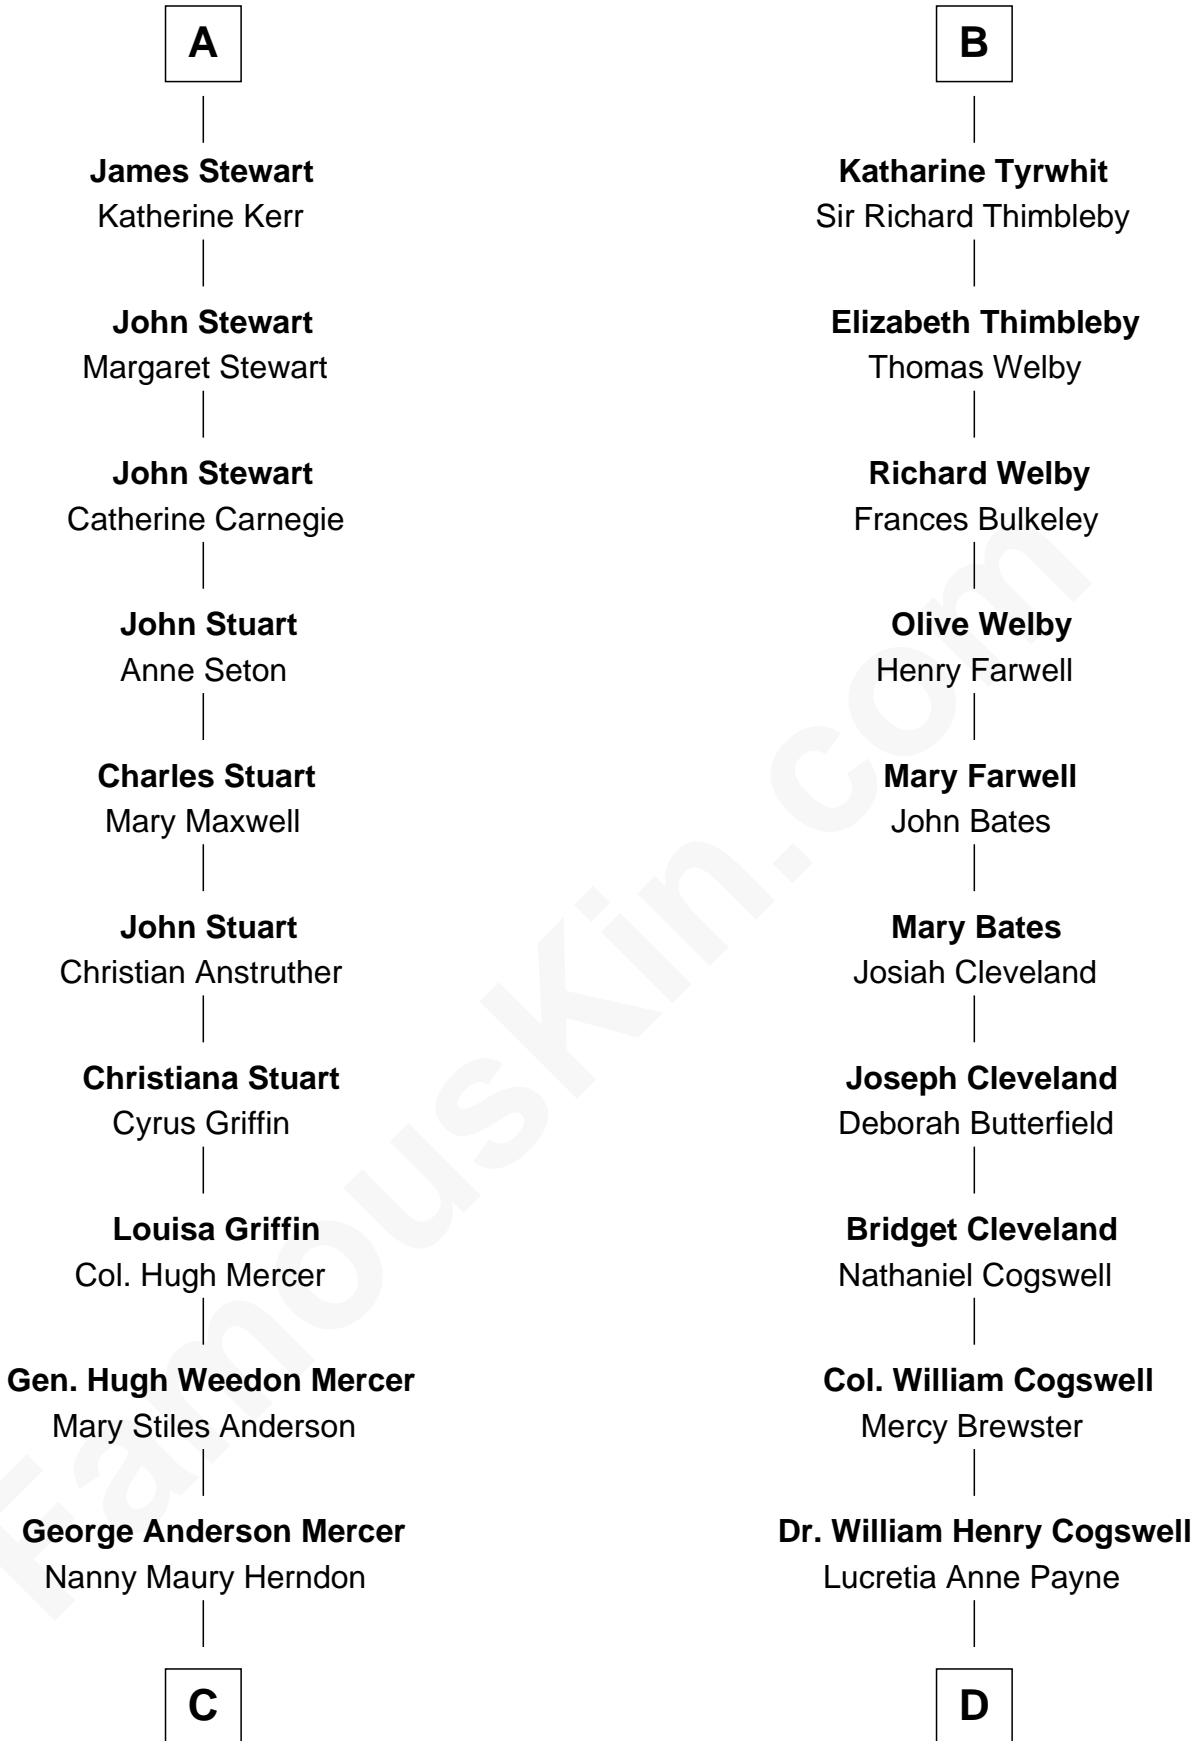 A
James Stewart
Katherine Kerr
John Stewart
Margaret Stewart
John Stewart
Catherine Carnegie
John Stuart
Anne Seton
Charles Stuart
Mary Maxwell
John Stuart
Christian Anstruther
Christiana Stuart
Cyrus Griffin
Louisa Griffin
Col. Hugh Mercer
Gen. Hugh Weedon Mercer
Mary Stiles Anderson
George Anderson Mercer
Nanny Maury Herndon
C
B
Katharine Tyrwhit
Sir Richard Thimbleby
Elizabeth Thimbleby
Thomas Welby
Richard Welby
Frances Bulkeley
Olive Welby
Henry Farwell
Mary Farwell
John Bates
Mary Bates
Josiah Cleveland
Joseph Cleveland
Deborah Butterfield
Bridget Cleveland
Nathaniel Cogswell
Col. William Cogswell
Mercy Brewster
Dr. William Henry Cogswell
Lucretia Anne Payne
D
FamousKin.com